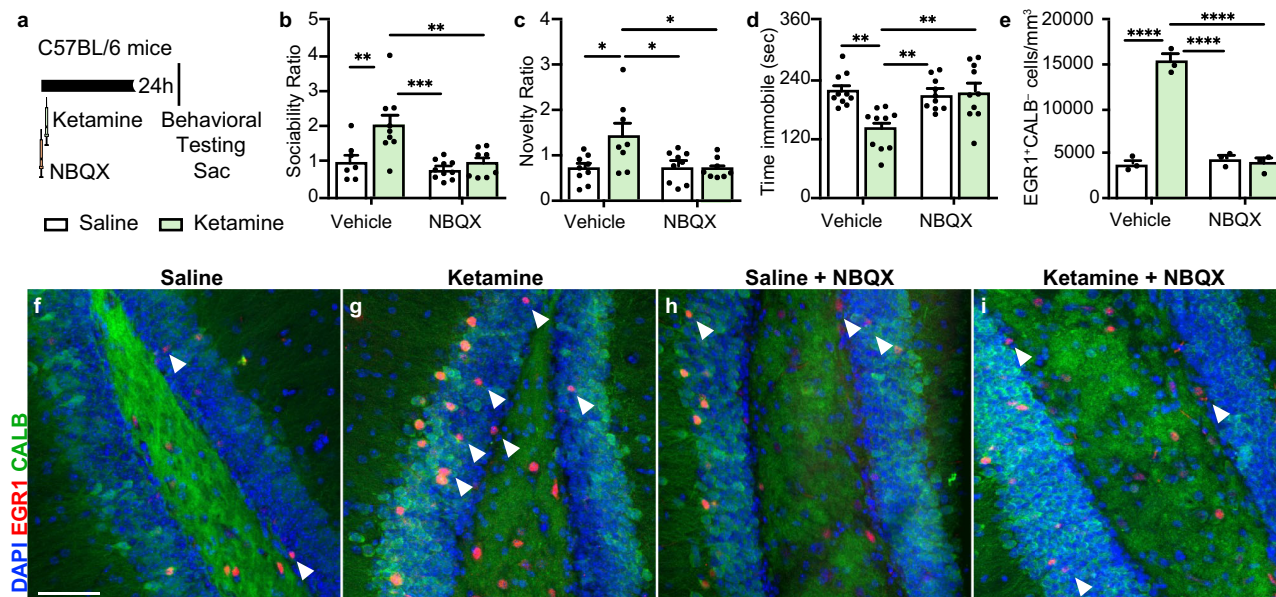 a
C57BL/6 mice
24h
Ketamine
NBQX
Behavioral
Testing
Sac
Saline
Ketamine
b
Sociability Ratio
5
4
3
2
1
0
**
**
***
Vehicle
NBQX
c
Novelty Ratio
4
3
2
1
0
*
*
*
Vehicle
NBQX
d
Time immobile (sec)
360
240
120
0
**
**
**
Vehicle
NBQX
e
EGR1⁺CALB⁻ cells/mm³
20000
15000
10000
5000
0
****
****
****
Vehicle
NBQX
Saline
Ketamine
Saline + NBQX
Ketamine + NBQX
f
g
h
i
DAPI EGR1 CALB